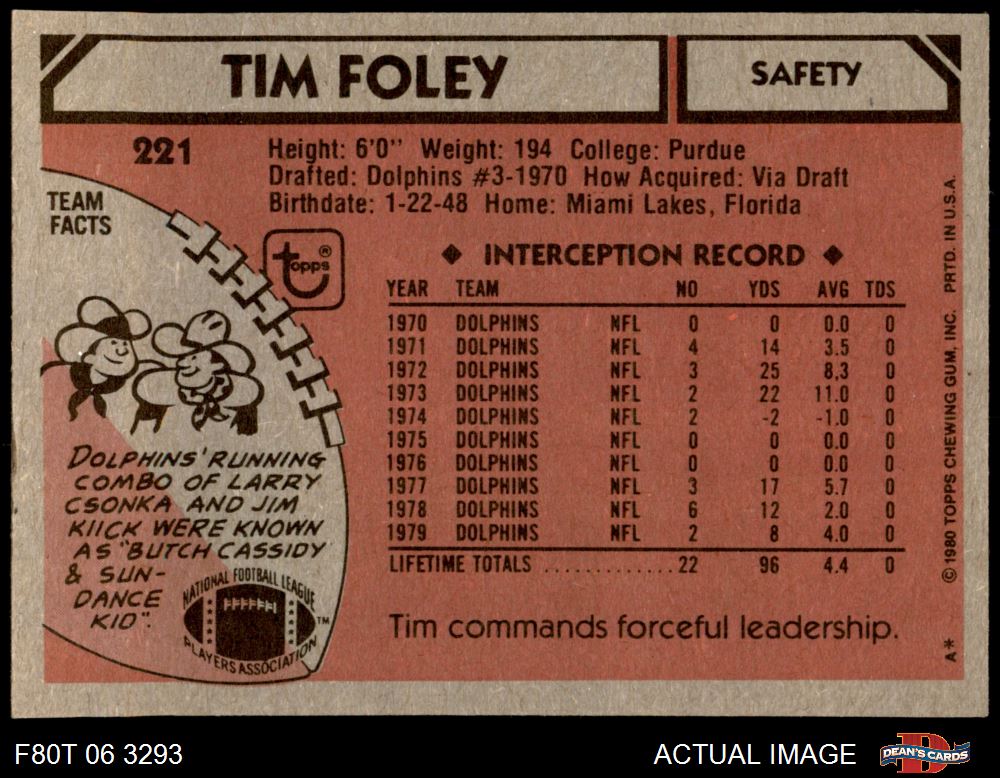 TIM FOLEY
SAFETY
221
Height: 6'0" Weight: 194 College: Purdue
Drafted: Dolphins #3-1970 How Acquired: Via Draft
Birthdate: 1-22-48 Home: Miami Lakes, Florida
TEAM
FACTS
topps®
◆ INTERCEPTION RECORD ◆
YEAR TEAM NO YDS AVG TDS
1970 DOLPHINS NFL 0 0 0.0 0
1971 DOLPHINS NFL 4 14 3.5 0
1972 DOLPHINS NFL 3 25 8.3 0
1973 DOLPHINS NFL 2 22 11.0 0
1974 DOLPHINS NFL 2 -2 -1.0 0
1975 DOLPHINS NFL 0 0 0.0 0
1976 DOLPHINS NFL 0 0 0.0 0
1977 DOLPHINS NFL 3 17 5.7 0
1978 DOLPHINS NFL 6 12 2.0 0
1979 DOLPHINS NFL 2 8 4.0 0
LIFETIME TOTALS .............22 96 4.4 0
Tim commands forceful leadership.
DOLPHINS' RUNNING
COMBO OF LARRY
CSONKA AND JIM
KIICK WERE KNOWN
AS "BUTCH CASSIDY
& SUN-
DANCE
KID".
NATIONAL FOOTBALL LEAGUE
PLAYERS ASSOCIATION
TM
A* © 1980 TOPPS CHEWING GUM, INC. PRTD. IN U.S.A.
F80T 06 3293
ACTUAL IMAGE
D
DEAN'S CARDS